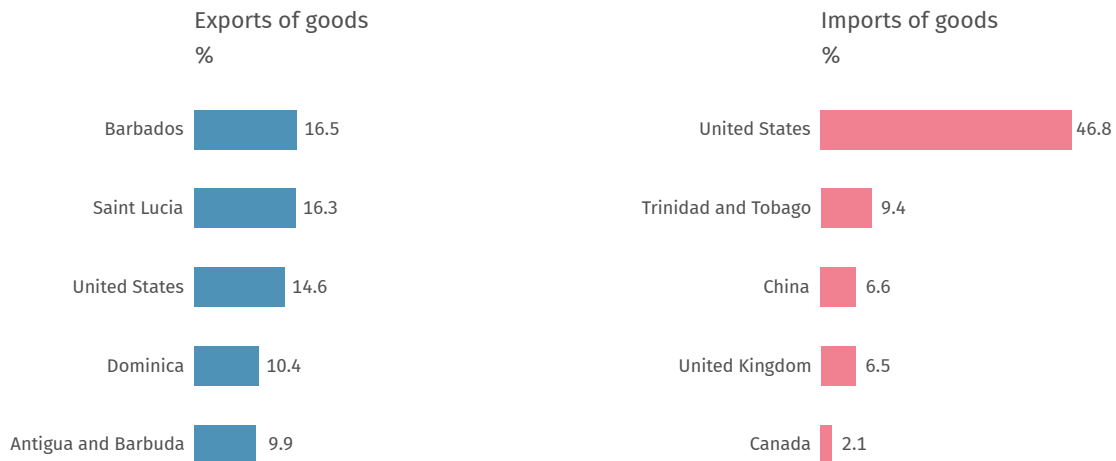 Exports of goods
%
Barbados 16.5
Saint Lucia 16.3
United States 14.6
Dominica 10.4
Antigua and Barbuda 9.9
Imports of goods
%
United States 46.8
Trinidad and Tobago 9.4
China 6.6
United Kingdom 6.5
Canada 2.1